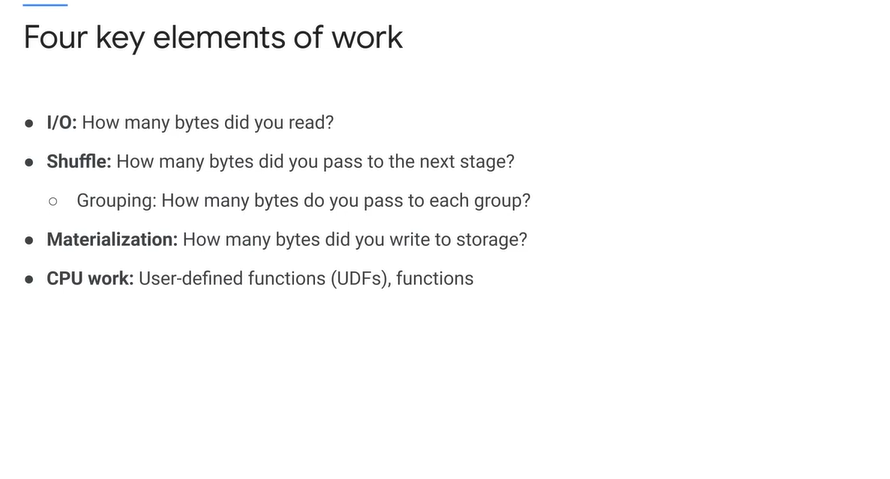 Four key elements of work
● I/O: How many bytes did you read?
● Shuffle: How many bytes did you pass to the next stage?
○ Grouping: How many bytes do you pass to each group?
● Materialization: How many bytes did you write to storage?
● CPU work: User-defined functions (UDFs), functions